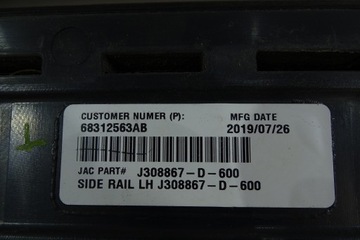 CUSTOMER NUMER (P): MFG DATE
68312563AB 2019/07/26
JAC PART# J308867-D-600
SIDE RAIL LH J308867-D-600